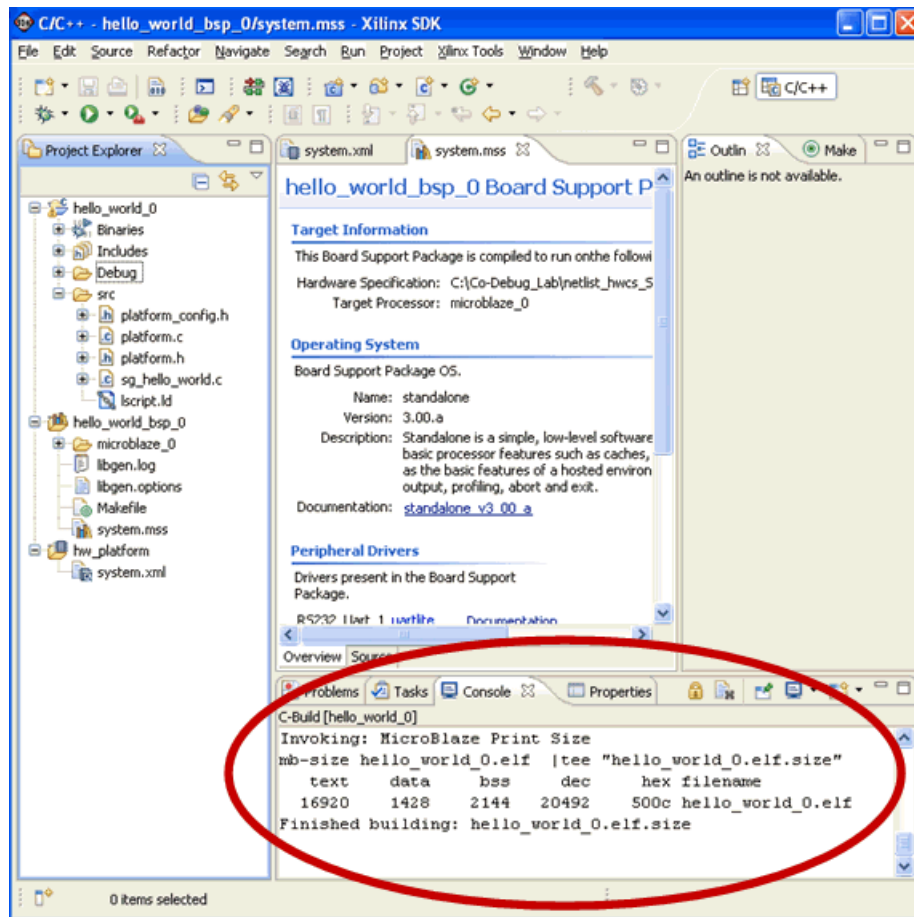 C/C++ - hello_world_bsp_0/system.mss - Xilinx SDK
File Edit Source Refactor Navigate Search Run Project Xilinx Tools Window Help
C/C++
Project Explorer
hello_world_0
Binaries
Includes
Debug
src
platform_config.h
platform.c
platform.h
sg_hello_world.c
lscript.ld
hello_world_bsp_0
microblaze_0
libgen.log
libgen.options
Makefile
system.mss
hw_platform
system.xml
system.xml system.mss
hello_world_bsp_0 Board Support P
Target Information
This Board Support Package is compiled to run onthe followi
Hardware Specification: C:\Co-Debug_Lab\netlist_hwcs_S
Target Processor: microblaze_0
Operating System
Board Support Package OS.
Name: standalone
Version: 3.00.a
Description: Standalone is a simple, low-level software
basic processor features such as caches,
as the basic features of a hosted environ
output, profiling, abort and exit.
Documentation: standalone_v3_00_a
Peripheral Drivers
Drivers present in the Board Support
Package.
RS232_Uart_1 uartlite Documentation
Overview Source
Outlin Make
An outline is not available.
Problems Tasks Console Properties
C-Build [hello_world_0]
Invoking: MicroBlaze Print Size
mb-size hello_world_0.elf |tee "hello_world_0.elf.size"
text data bss dec hex filename
16920 1428 2144 20492 500c hello_world_0.elf
Finished building: hello_world_0.elf.size
0 items selected